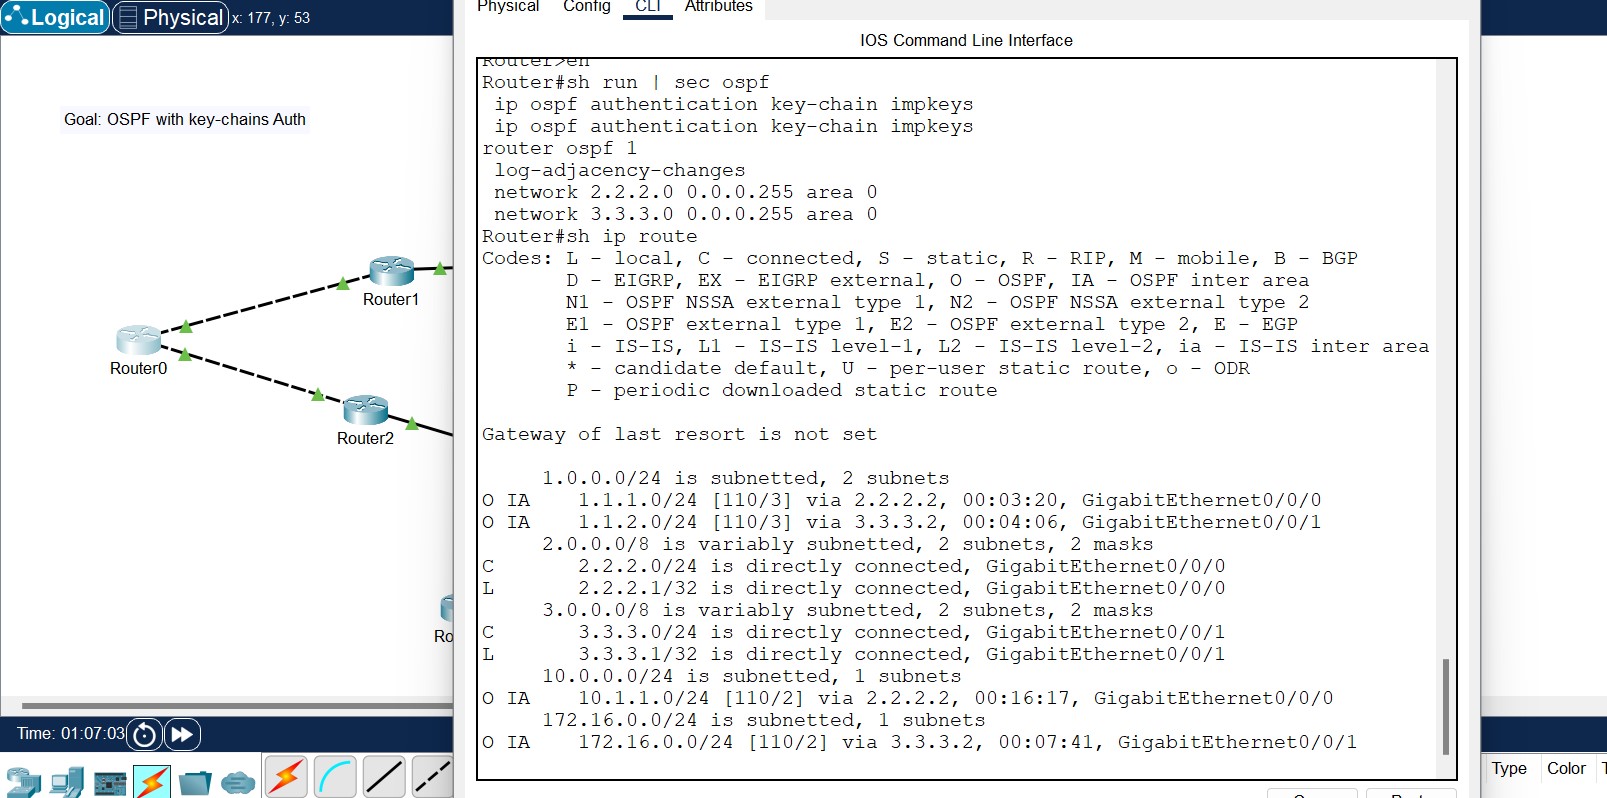 Logical
Physical
x: 177, y: 53
Goal: OSPF with key-chains Auth
Router1
Router0
Router2
Ro
Time: 01:07:03
Physical Config CLI Attributes
IOS Command Line Interface
Router>en
Router#sh run | sec ospf
ip ospf authentication key-chain impkeys
ip ospf authentication key-chain impkeys
router ospf 1
log-adjacency-changes
network 2.2.2.0 0.0.0.255 area 0
network 3.3.3.0 0.0.0.255 area 0
Router#sh ip route
Codes: L - local, C - connected, S - static, R - RIP, M - mobile, B - BGP
D - EIGRP, EX - EIGRP external, O - OSPF, IA - OSPF inter area
N1 - OSPF NSSA external type 1, N2 - OSPF NSSA external type 2
E1 - OSPF external type 1, E2 - OSPF external type 2, E - EGP
i - IS-IS, L1 - IS-IS level-1, L2 - IS-IS level-2, ia - IS-IS inter area
* - candidate default, U - per-user static route, o - ODR
P - periodic downloaded static route
Gateway of last resort is not set
1.0.0.0/24 is subnetted, 2 subnets
O IA 1.1.1.0/24 [110/3] via 2.2.2.2, 00:03:20, GigabitEthernet0/0/0
O IA 1.1.2.0/24 [110/3] via 3.3.3.2, 00:04:06, GigabitEthernet0/0/1
2.0.0.0/8 is variably subnetted, 2 subnets, 2 masks
C 2.2.2.0/24 is directly connected, GigabitEthernet0/0/0
L 2.2.2.1/32 is directly connected, GigabitEthernet0/0/0
3.0.0.0/8 is variably subnetted, 2 subnets, 2 masks
C 3.3.3.0/24 is directly connected, GigabitEthernet0/0/1
L 3.3.3.1/32 is directly connected, GigabitEthernet0/0/1
10.0.0.0/24 is subnetted, 1 subnets
O IA 10.1.1.0/24 [110/2] via 2.2.2.2, 00:16:17, GigabitEthernet0/0/0
172.16.0.0/24 is subnetted, 1 subnets
O IA 172.16.0.0/24 [110/2] via 3.3.3.2, 00:07:41, GigabitEthernet0/0/1
Type Color